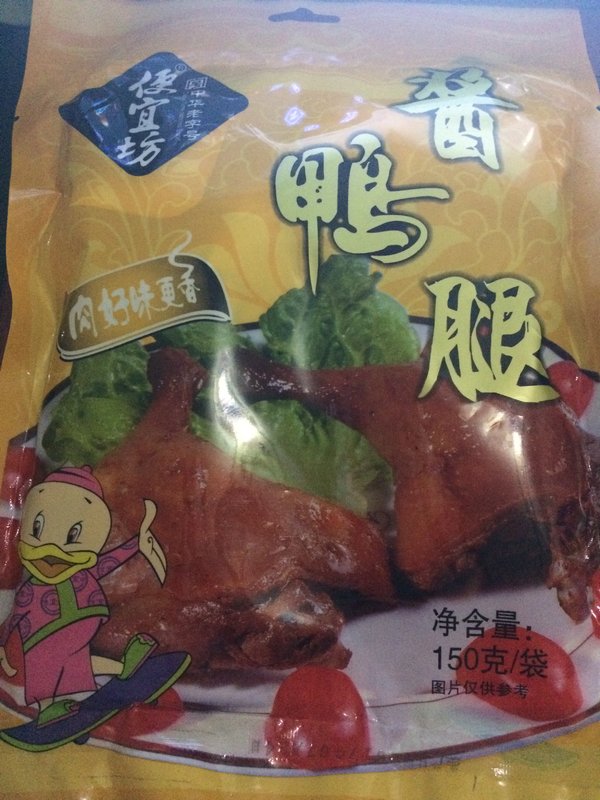 便宜坊
中华老字号
酱鸭腿
肉好味更香
净含量:
150克/袋
图片仅供参考